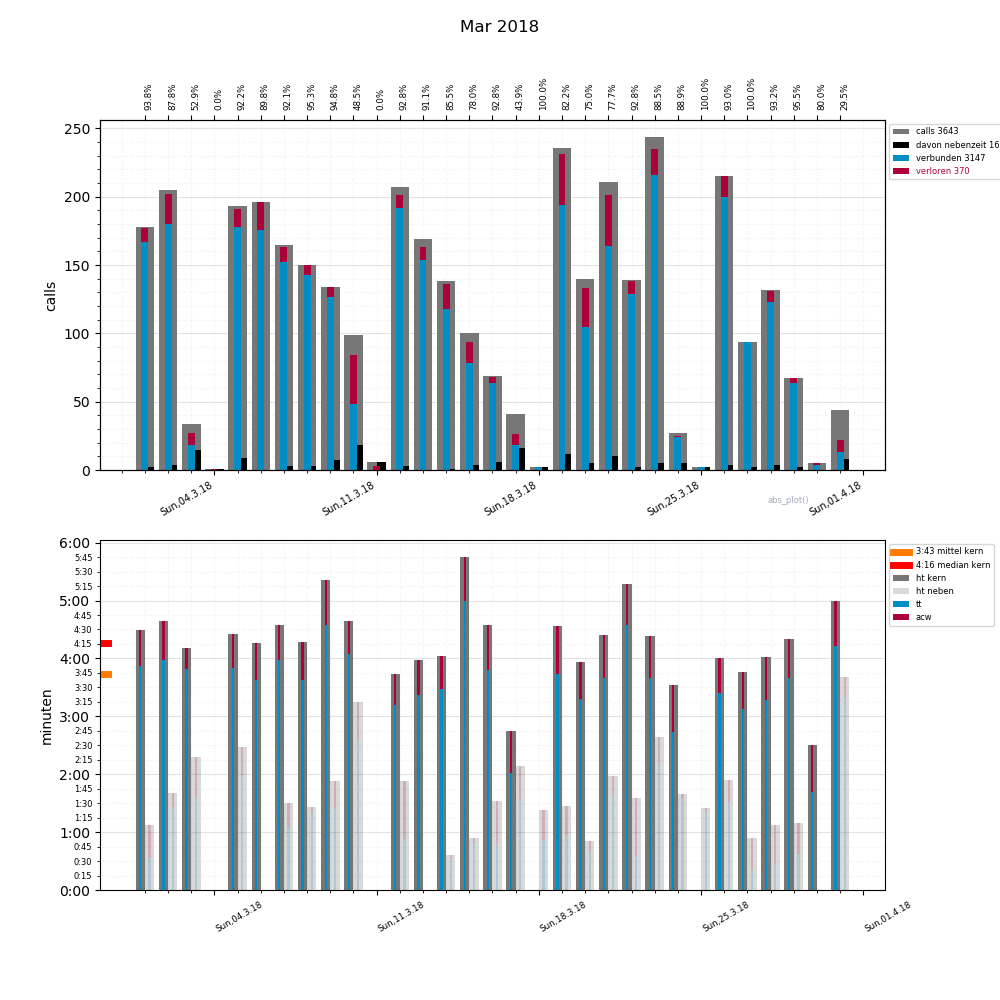 Mar 2018
93.8% 87.8% 52.9% 0.0% 92.2% 89.8% 92.1% 95.3% 94.8% 48.5% 0.0% 92.8% 91.1% 85.5% 78.0% 92.8% 43.9% 100.0% 82.2% 75.0% 77.7% 92.8% 88.5% 88.9% 100.0% 93.0% 100.0% 93.2% 95.5% 80.0% 29.5%
250
200
150
100
50
0
calls
calls 3643
davon nebenzeit 16
verbunden 3147
verloren 370
Sun,04.3.18 Sun,11.3.18 Sun,18.3.18 Sun,25.3.18 Sun,01.4.18
abs_plot()
6:00
5:45
5:30
5:15
5:00
4:45
4:30
4:15
4:00
3:45
3:30
3:15
3:00
2:45
2:30
2:15
2:00
1:45
1:30
1:15
1:00
0:45
0:30
0:15
0:00
minuten
3:43 mittel kern
4:16 median kern
ht kern
ht neben
tt
acw
Sun,04.3.18 Sun,11.3.18 Sun,18.3.18 Sun,25.3.18 Sun,01.4.18